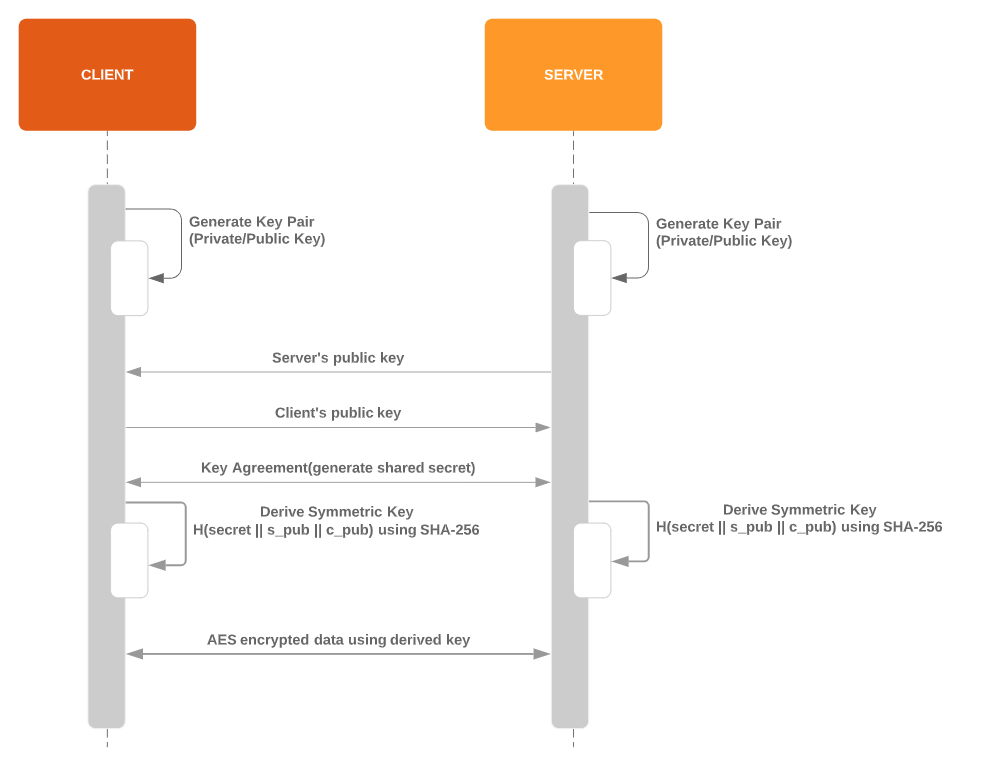 CLIENT
SERVER
Generate Key Pair
(Private/Public Key)
Generate Key Pair
(Private/Public Key)
Server's public key
Client's public key
Key Agreement(generate shared secret)
Derive Symmetric Key
H(secret || s_pub || c_pub) using SHA-256
Derive Symmetric Key
H(secret || s_pub || c_pub) using SHA-256
AES encrypted data using derived key